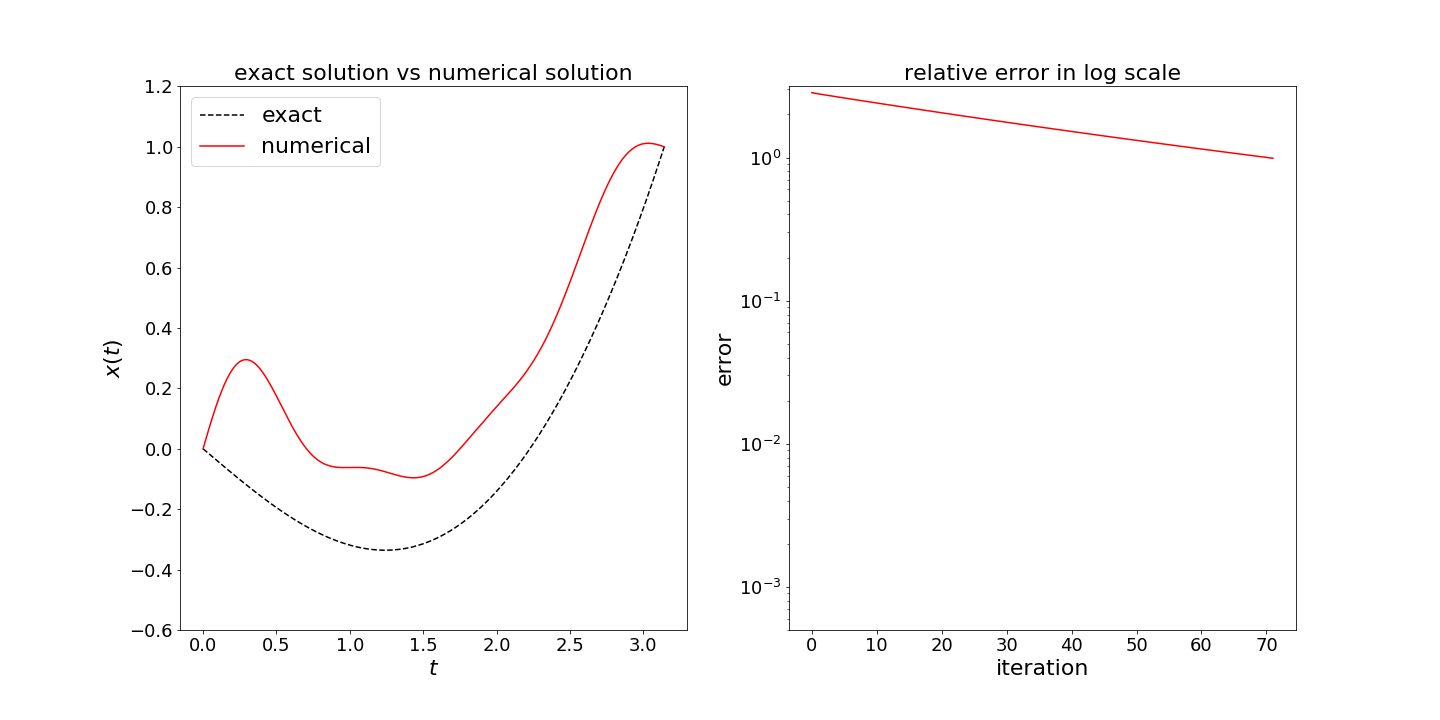 exact solution vs numerical solution
1.2
1.0
0.8
0.6
0.4
0.2
0.0
−0.2
−0.4
−0.6
x(t)
exact
numerical
0.0 0.5 1.0 1.5 2.0 2.5 3.0
t
relative error in log scale
10⁰
10⁻¹
10⁻²
10⁻³
error
0 10 20 30 40 50 60 70
iteration